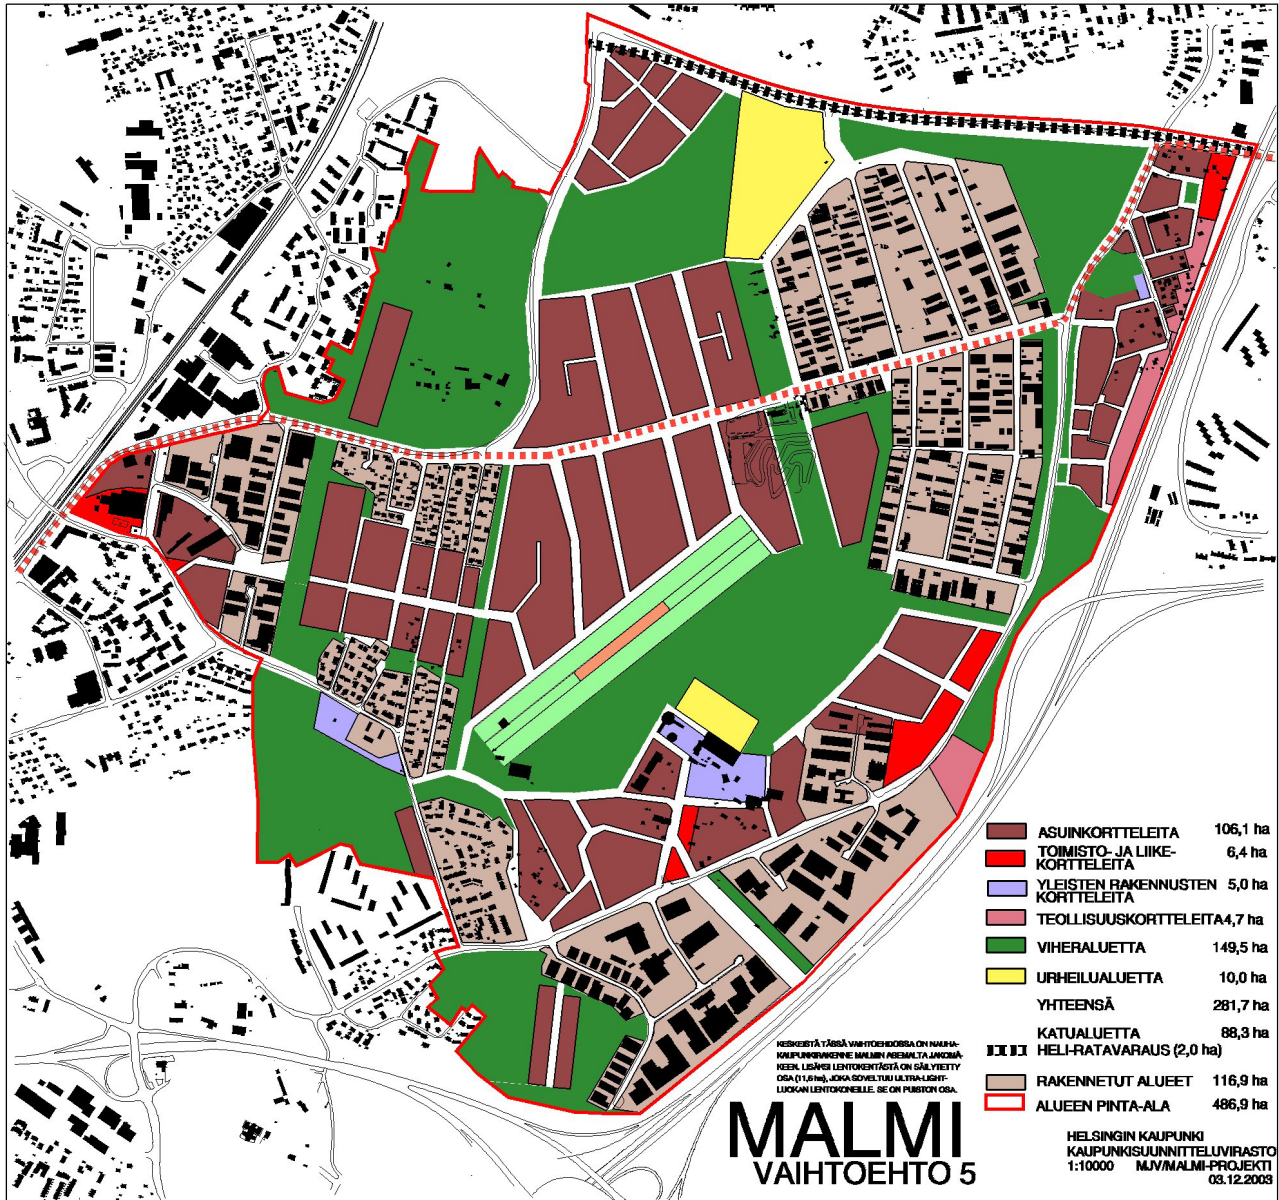 ASUINKORTTELEITA 106,1 ha
TOIMISTO- JA LIIKE-
KORTTELEITA 6,4 ha
YLEISTEN RAKENNUSTEN
KORTTELEITA 5,0 ha
TEOLLISUUSKORTTELEITA 4,7 ha
VIHERALUETTA 149,5 ha
URHEILUALUETTA 10,0 ha
YHTEENSÄ 281,7 ha
KATUALUETTA 88,3 ha
HELI-RATAVARAUS (2,0 ha)
RAKENNETUT ALUEET 116,9 ha
ALUEEN PINTA-ALA 486,9 ha
KESKEISTÄ TÄSSÄ VAIHTOEHDOSSA ON NAUHA-
KAUPUNKIRAKENNE MALMIN ASEMALTA JAKOMÄ-
KEEN. LISÄKSI LENTOKENTÄSTÄ ON SÄILYTETTY
OSA (11,5 ha), JOKA SOVELTUU ULTRA-LIGHT-
LUOKAN LENTOKONEILLE. SE ON PUISTON OSA.
MALMI
VAIHTOEHTO 5
HELSINGIN KAUPUNKI
KAUPUNKISUUNNITTELUVIRASTO
1:10000 MJV/MALMI-PROJEKTI
03.12.2003